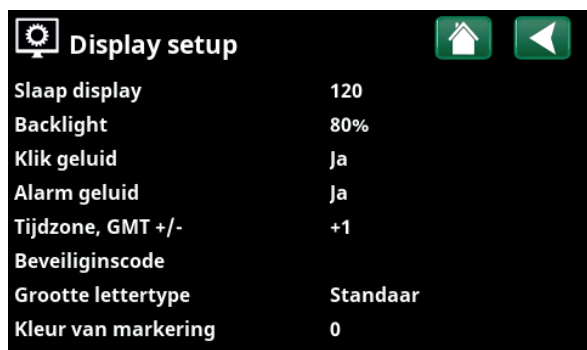 Display setup
Slaap display 120
Backlight 80%
Klik geluid Ja
Alarm geluid Ja
Tijdzone, GMT +/- +1
Beveiliginscode
Grootte lettertype Standaar
Kleur van markering 0